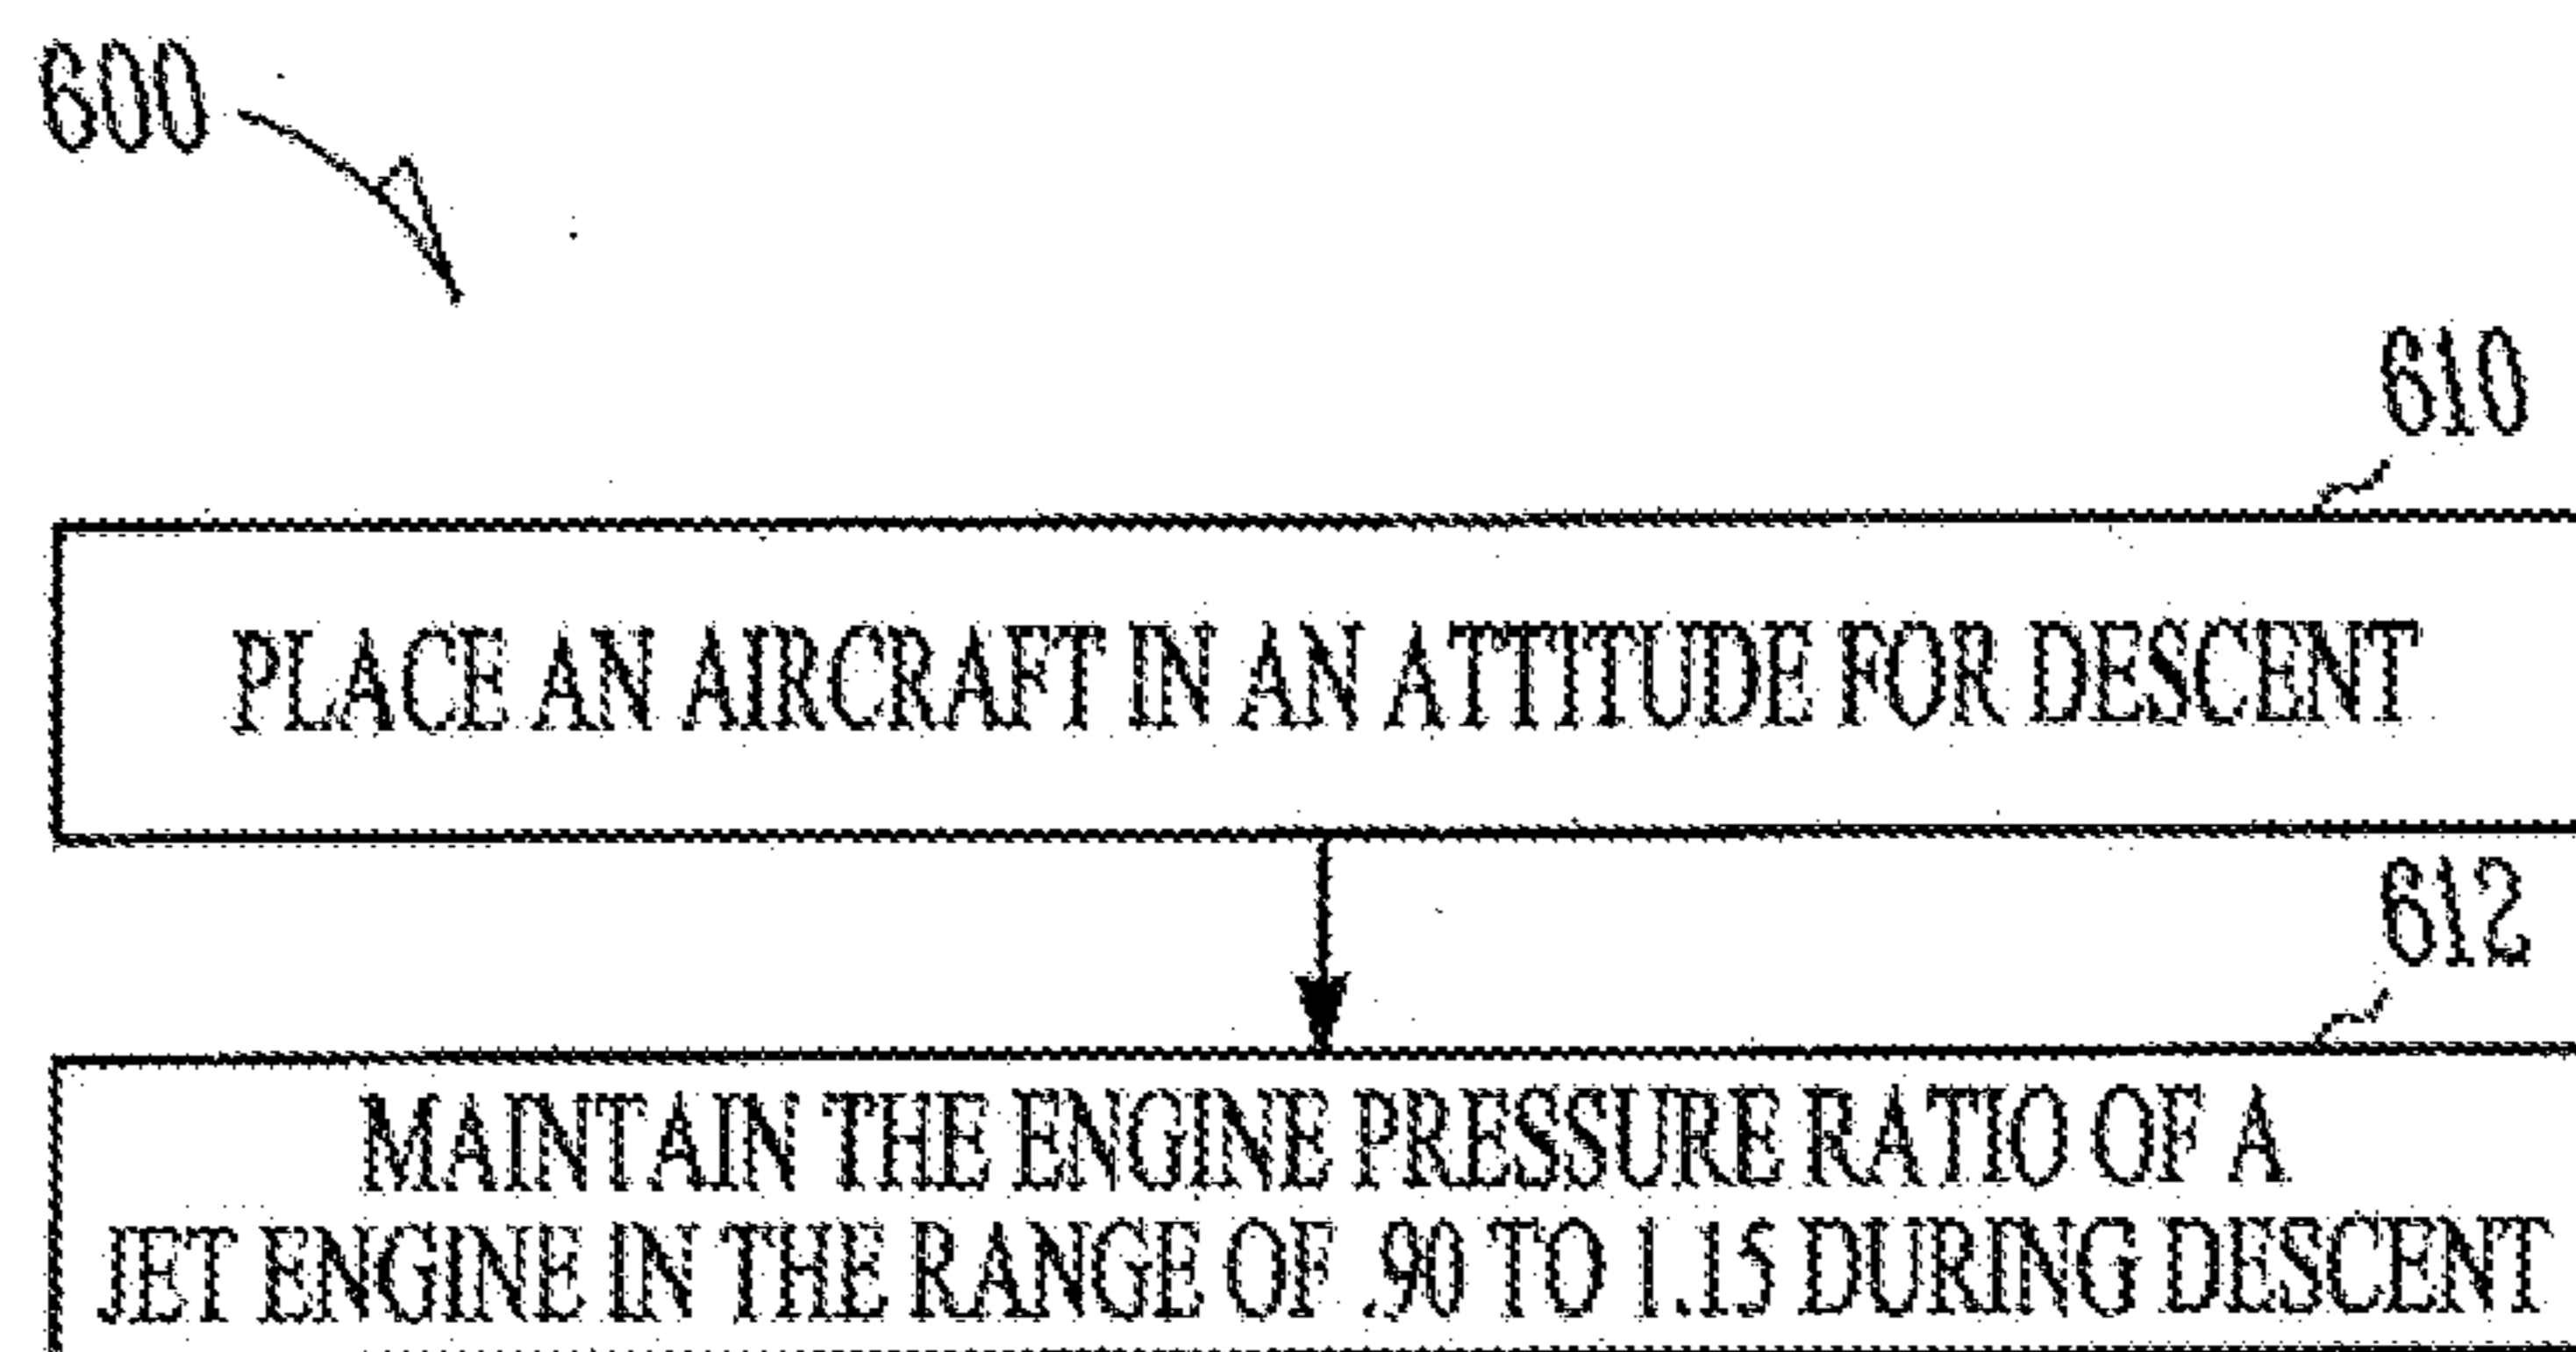 600
610
PLACE AN AIRCRAFT IN AN ATTITUDE FOR DESCENT
612
MAINTAIN THE ENGINE PRESSURE RATIO OF A
JET ENGINE IN THE RANGE OF .90 TO 1.15 DURING DESCENT